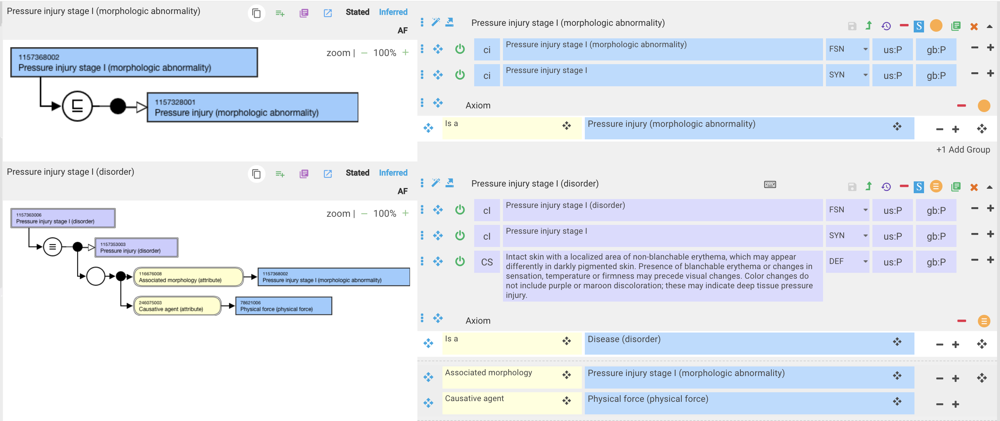 Pressure injury stage I (morphologic abnormality)
Stated
Inferred
AF
zoom | − 100% +
1157368002
Pressure injury stage I (morphologic abnormality)
1157328001
Pressure injury (morphologic abnormality)
Pressure injury stage I (morphologic abnormality)
S
ci
Pressure injury stage I (morphologic abnormality)
FSN
us:P
gb:P
ci
Pressure injury stage I
SYN
us:P
gb:P
Axiom
Is a
Pressure injury (morphologic abnormality)
+1 Add Group
Pressure injury stage I (disorder)
Stated
Inferred
AF
zoom | − 100% +
1157363006
Pressure injury stage I (disorder)
1157353003
Pressure injury (disorder)
116676008
Associated morphology (attribute)
1157368002
Pressure injury stage I (morphologic abnormality)
246075003
Causative agent (attribute)
78621006
Physical force (physical force)
Pressure injury stage I (disorder)
S
cI
Pressure injury stage I (disorder)
FSN
us:P
gb:P
cI
Pressure injury stage I
SYN
us:P
gb:P
CS
Intact skin with a localized area of non-blanchable erythema, which may appear
differently in darkly pigmented skin. Presence of blanchable erythema or changes in
sensation, temperature or firmness may precede visual changes. Color changes do
not include purple or maroon discoloration; these may indicate deep tissue pressure
injury.
DEF
us:P
gb:P
Axiom
Is a
Disease (disorder)
Associated morphology
Pressure injury stage I (morphologic abnormality)
Causative agent
Physical force (physical force)